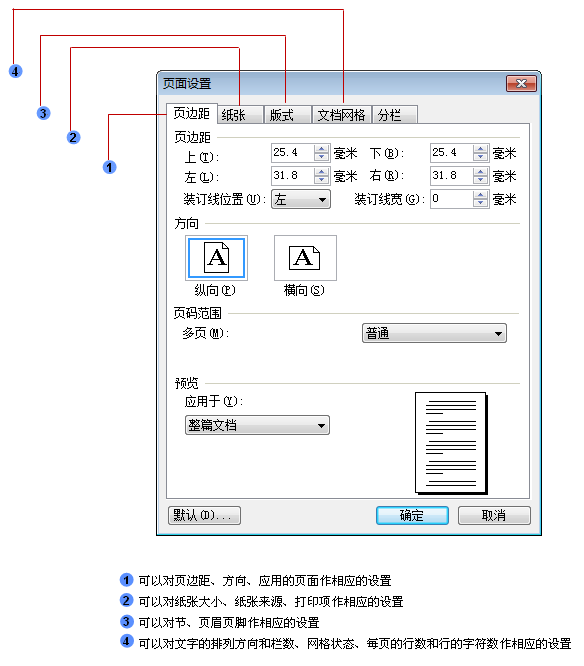 4
3
2
1
页面设置
页边距 纸张 版式 文档网格 分栏
页边距
上(T): 25.4 毫米 下(B): 25.4 毫米
左(L): 31.8 毫米 右(R): 31.8 毫米
装订线位置(U): 左 装订线宽(G): 0 毫米
方向
A A
纵向(P) 横向(S)
页码范围
多页(M): 普通
预览
应用于(Y):
整篇文档
默认(D)... 确定 取消
1 可以对页边距、方向、应用的页面作相应的设置
2 可以对纸张大小、纸张来源、打印项作相应的设置
3 可以对节、页眉页脚作相应的设置
4 可以对文字的排列方向和栏数、网格状态、每页的行数和行的字符数作相应的设置